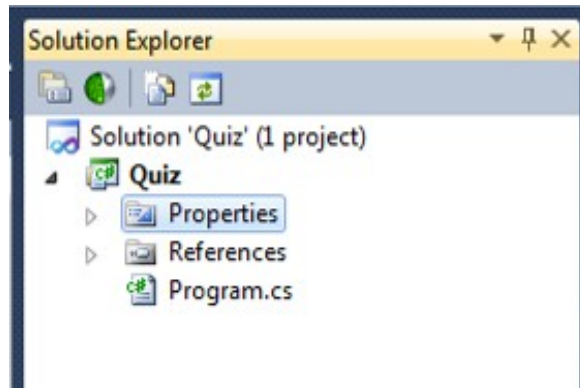 Solution Explorer
Solution 'Quiz' (1 project)
C# Quiz
Properties
References
C# Program.cs